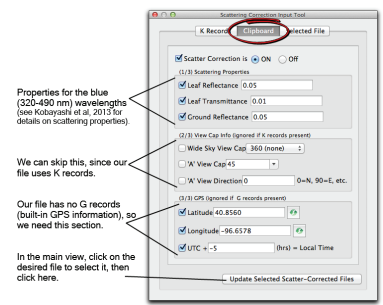 Scattering Correction Input Tool
K Record Clipboard Selected File
Scatter Correction is ON Off
(1/3) Scattering Properties
Leaf Reflectance 0.05
Leaf Transmittance 0.01
Ground Reflectance 0.05
Properties for the blue
(320-490 nm) wavelengths
(see Kobayashi et al, 2013 for
details on scattering properties).
(2/3) View Cap Info (ignored if K records present)
Wide Sky View Cap 360 (none)
'A' View Cap 45
'A' View Direction 0 0=N, 90=E, etc.
We can skip this, since our
file uses K records.
(3/3) GPS (ignored if G records present)
Latitude 40.8560
Longitude -96.6578
UTC + -5 (hrs) = Local Time
Our file has no G records
(built-in GPS information), so
we need this section.
In the main view, click on the
desired file to select it, then
click here.
Update Selected Scatter-Corrected Files